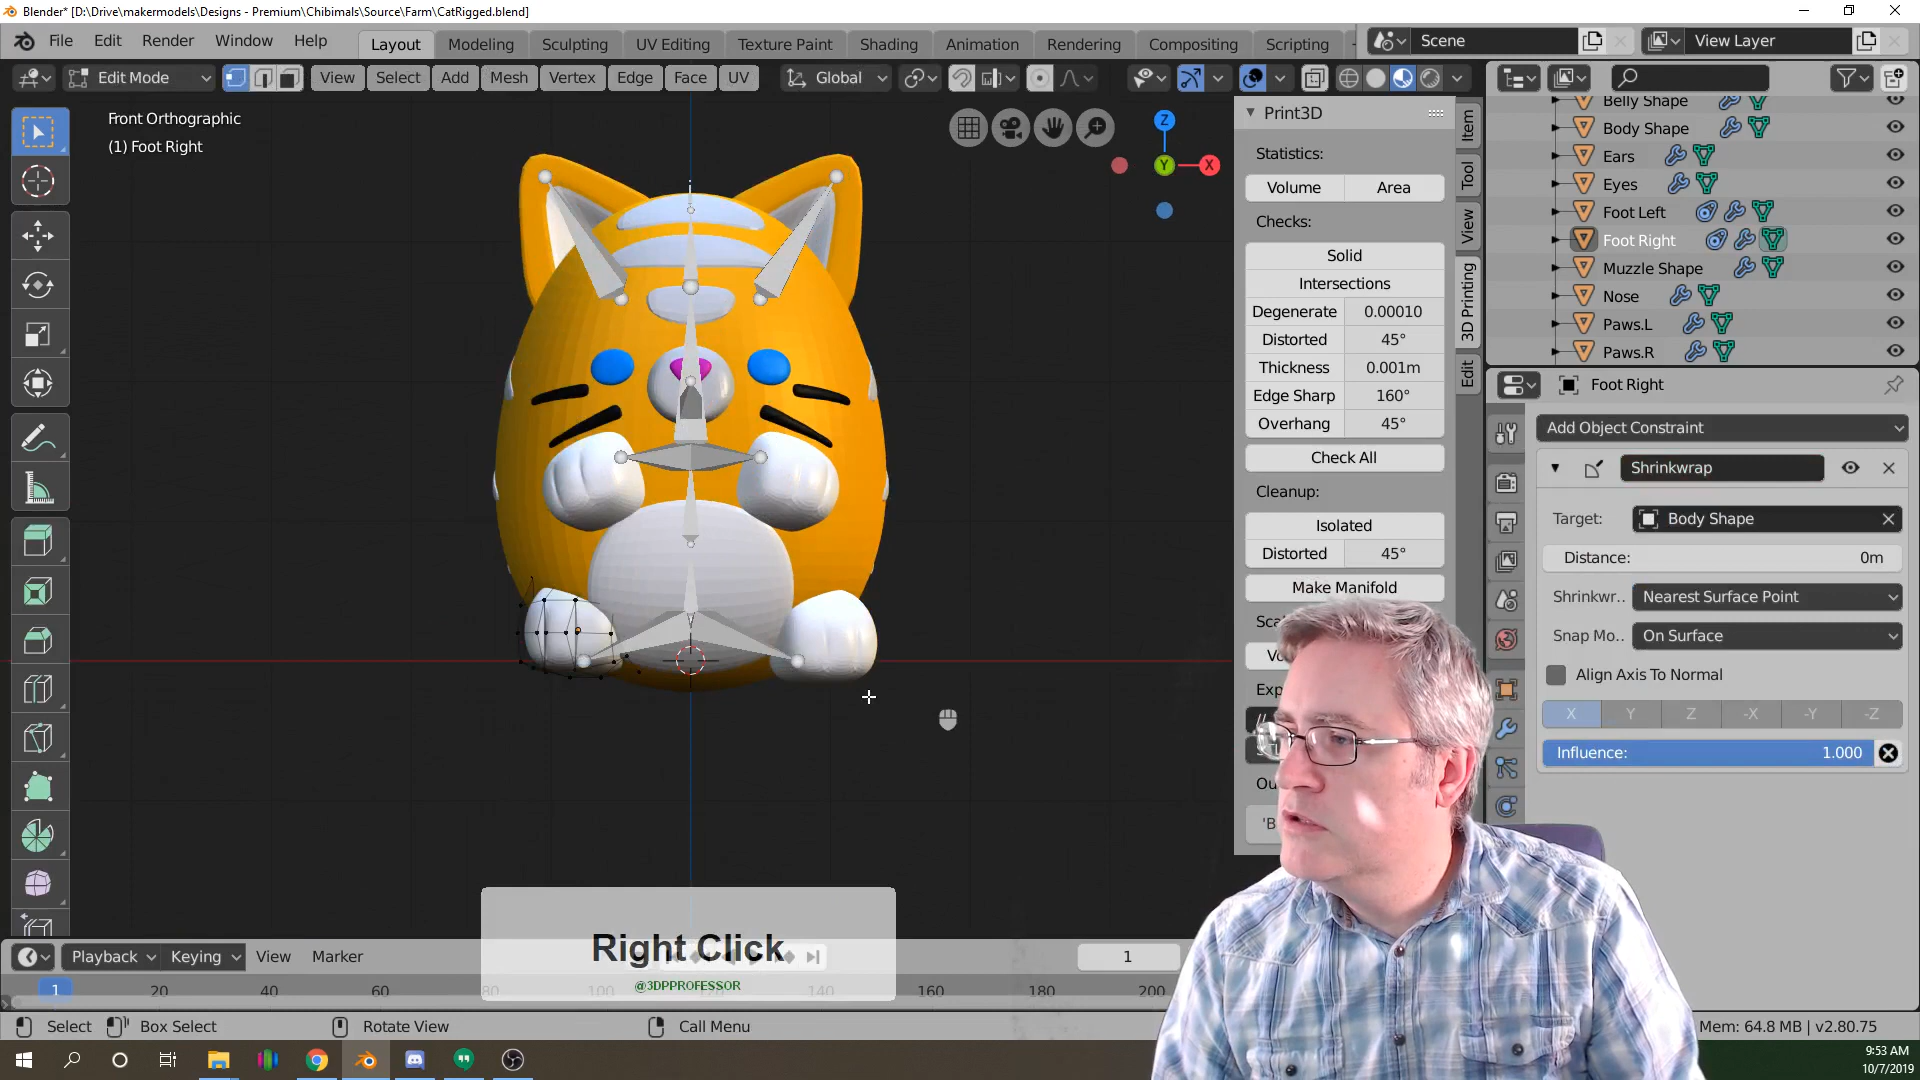 Blender* [D:\Drive\makermodels\Designs - Premium\Chibimals\Source\Farm\CatRigged.blend]
File Edit Render Window Help Layout Modeling Sculpting UV Editing Texture Paint Shading Animation Rendering Compositing Scripting Scene View Layer
Edit Mode View Select Add Mesh Vertex Edge Face UV Global
Front Orthographic
(1) Foot Right
Z
Y
X
Print3D
Statistics:
Volume Area
Checks:
Solid
Intersections
Degenerate 0.00010
Distorted 45°
Thickness 0.001m
Edge Sharp 160°
Overhang 45°
Check All
Cleanup:
Isolated
Distorted 45°
Make Manifold
Item
Tool
View
3D Printing
Edit
Belly Shape
Body Shape
Ears
Eyes
Foot Left
Foot Right
Muzzle Shape
Nose
Paws.L
Paws.R
Foot Right
Add Object Constraint
Shrinkwrap
Target: Body Shape
Distance: 0m
Shrinkwr.. Nearest Surface Point
Snap Mo.. On Surface
Align Axis To Normal
X Y Z -X -Y -Z
Influence: 1.000
Right Click
@3DPPROFESSOR
Playback Keying View Marker 1
1 20 40 60 80 100 120 140 160 180 200
Select Box Select Rotate View Call Menu Mem: 64.8 MB | v2.80.75
9:53 AM
10/7/2019